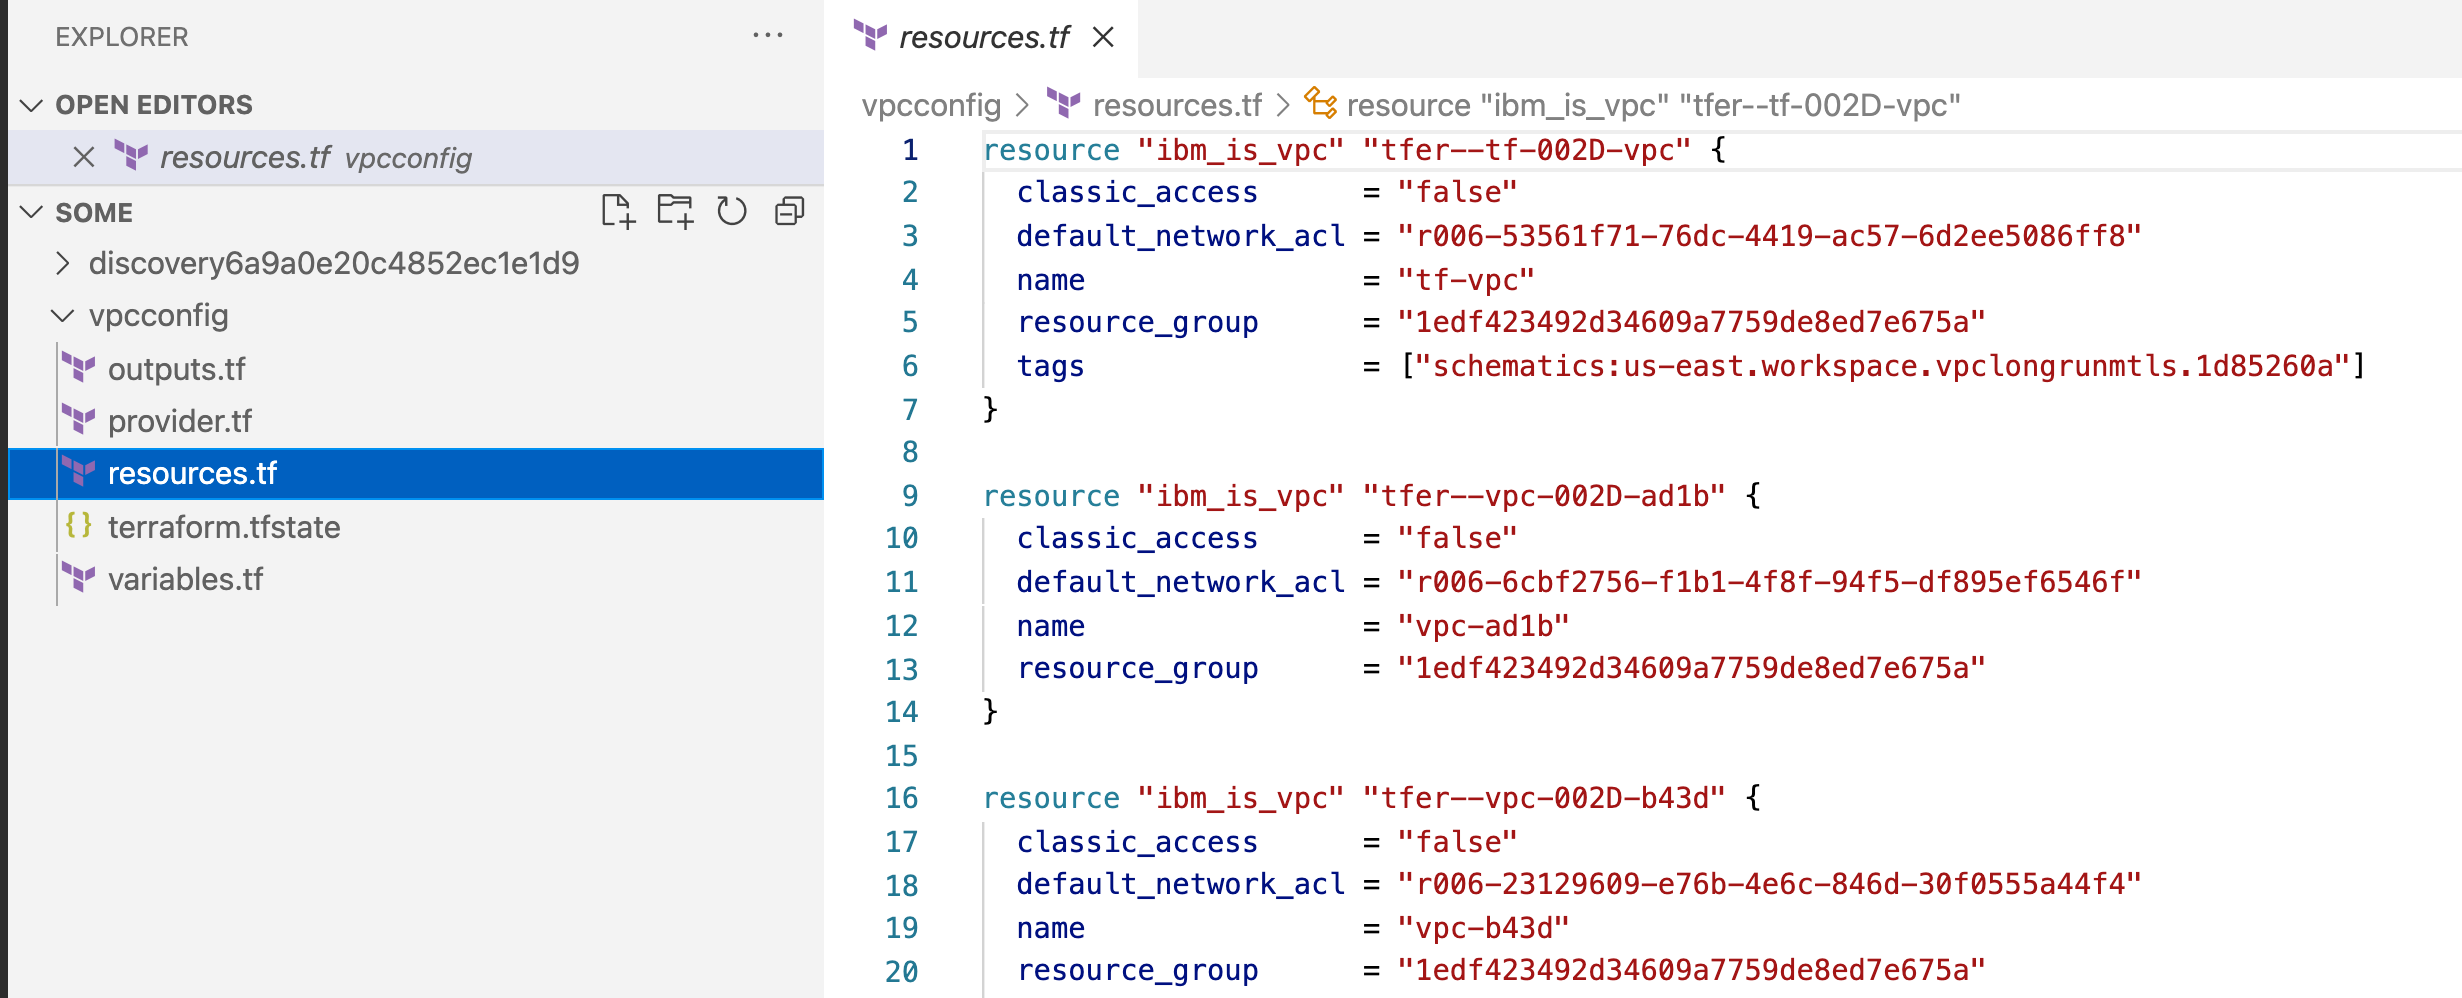 EXPLORER
OPEN EDITORS
resources.tf vpcconfig
SOME
discovery6a9a0e20c4852ec1e1d9
vpcconfig
outputs.tf
provider.tf
resources.tf
terraform.tfstate
variables.tf
resources.tf
vpcconfig > resources.tf > resource "ibm_is_vpc" "tfer--tf-002D-vpc"
1 resource "ibm_is_vpc" "tfer--tf-002D-vpc" {
2 classic_access = "false"
3 default_network_acl = "r006-53561f71-76dc-4419-ac57-6d2ee5086ff8"
4 name = "tf-vpc"
5 resource_group = "1edf423492d34609a7759de8ed7e675a"
6 tags = ["schematics:us-east.workspace.vpclongrunmtls.1d85260a"]
7 }
8
9 resource "ibm_is_vpc" "tfer--vpc-002D-ad1b" {
10 classic_access = "false"
11 default_network_acl = "r006-6cbf2756-f1b1-4f8f-94f5-df895ef6546f"
12 name = "vpc-ad1b"
13 resource_group = "1edf423492d34609a7759de8ed7e675a"
14 }
15
16 resource "ibm_is_vpc" "tfer--vpc-002D-b43d" {
17 classic_access = "false"
18 default_network_acl = "r006-23129609-e76b-4e6c-846d-30f0555a44f4"
19 name = "vpc-b43d"
20 resource_group = "1edf423492d34609a7759de8ed7e675a"